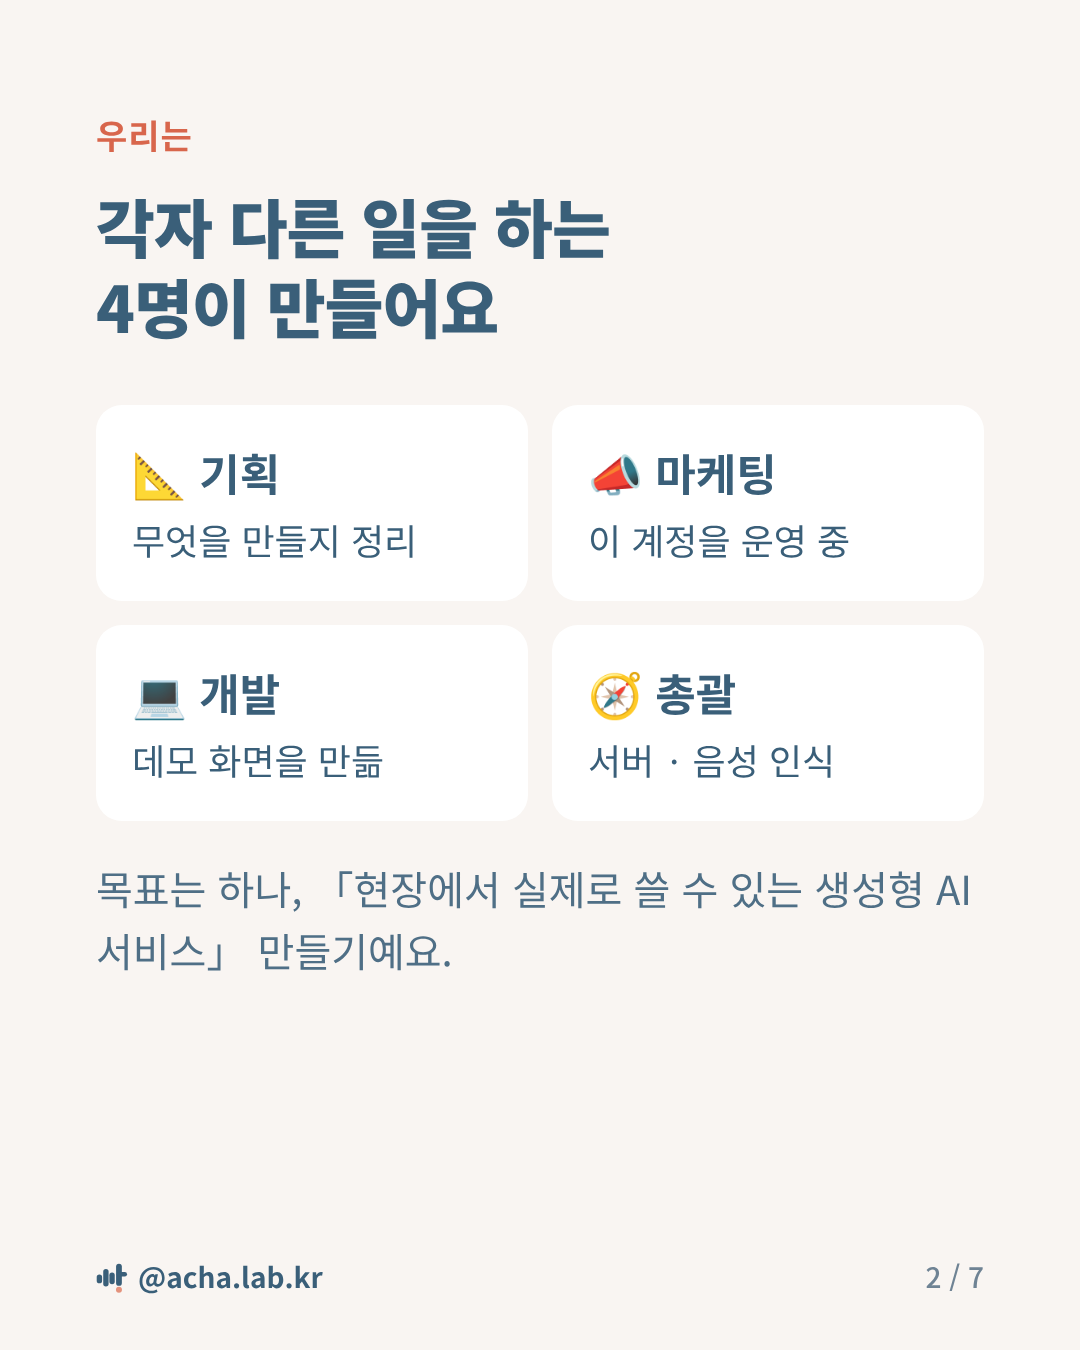 우리는
각자 다른 일을 하는
4명이 만들어요
📐 기획
무엇을 만들지 정리
📣 마케팅
이 계정을 운영 중
💻 개발
데모 화면을 만듦
🧭 총괄
서버 · 음성 인식
목표는 하나, 「현장에서 실제로 쓸 수 있는 생성형 AI
서비스」 만들기예요.
@acha.lab.kr
2 / 7